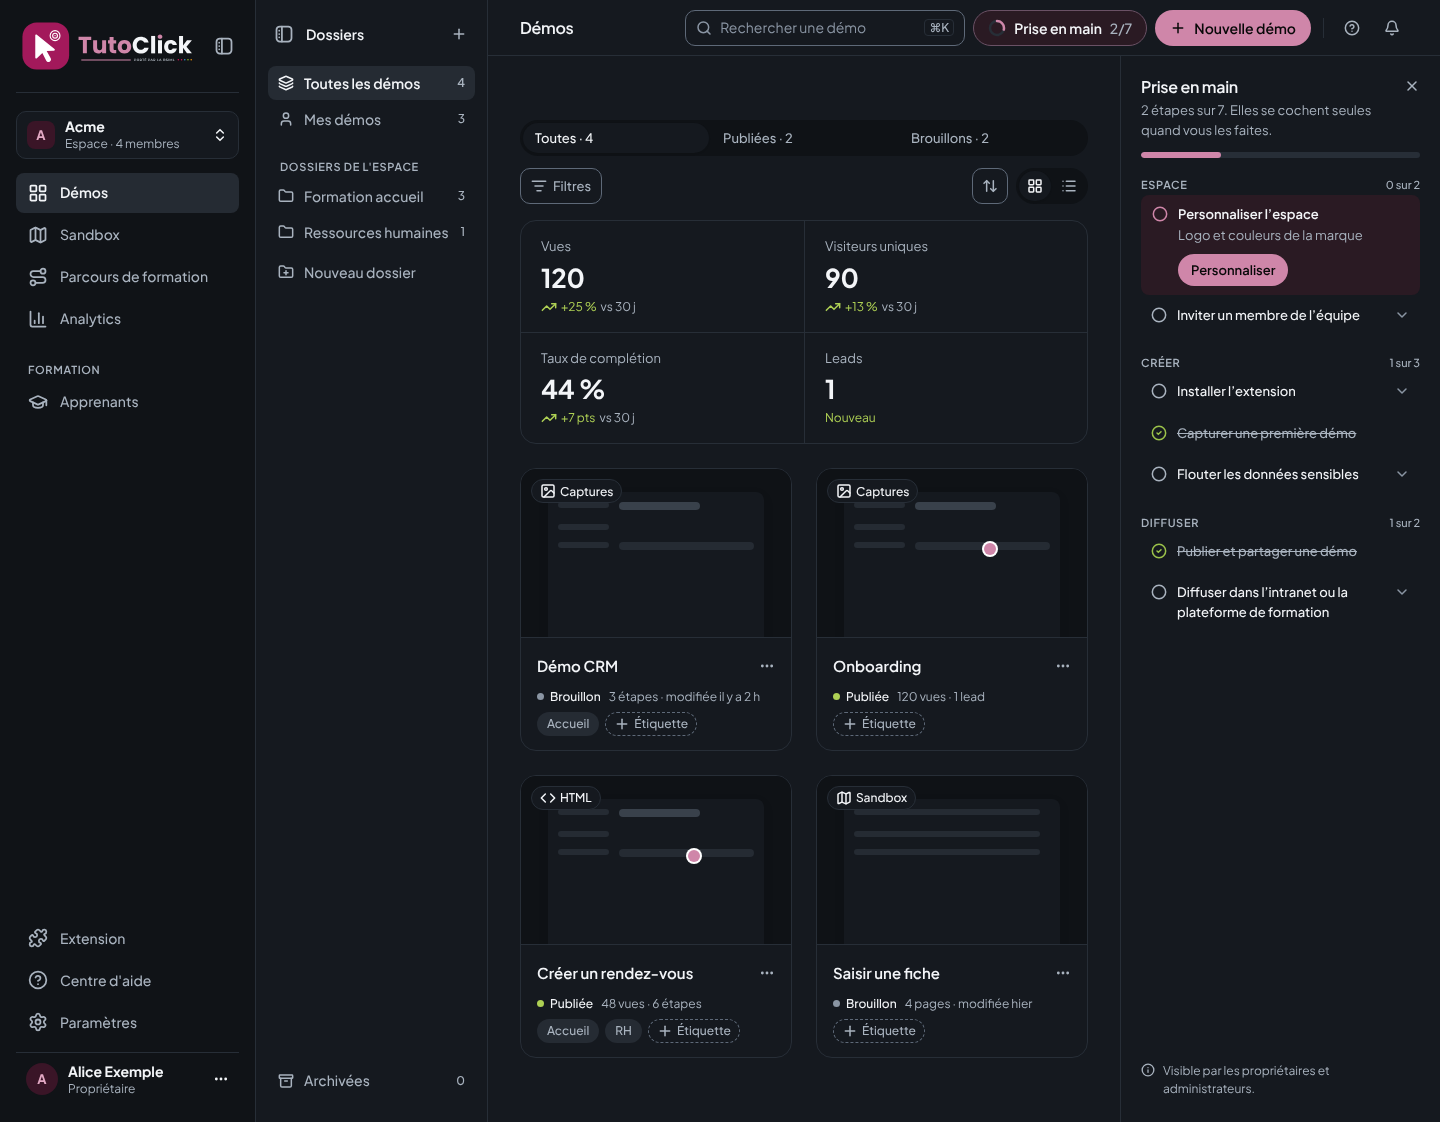 TutoClick
Acme
Espace · 4 membres
A
Démos
Sandbox
Parcours de formation
Analytics
FORMATION
Apprenants
Extension
Centre d'aide
Paramètres
A
Alice Exemple
Propriétaire
Dossiers
Toutes les démos 4
Mes démos 3
DOSSIERS DE L'ESPACE
Formation accueil 3
Ressources humaines 1
Nouveau dossier
Archivées 0
Démos
Rechercher une démo ⌘K
Prise en main 2/7
Nouvelle démo
Toutes · 4
Publiées · 2
Brouillons · 2
Filtres
Vues
120
+25 % vs 30 j
Visiteurs uniques
90
+13 % vs 30 j
Taux de complétion
44 %
+7 pts vs 30 j
Leads
1
Nouveau
Captures
Démo CRM
Brouillon 3 étapes · modifiée il y a 2 h
Accueil
Étiquette
Captures
Onboarding
Publiée 120 vues · 1 lead
Étiquette
HTML
Créer un rendez-vous
Publiée 48 vues · 6 étapes
Accueil
RH
Étiquette
Sandbox
Saisir une fiche
Brouillon 4 pages · modifiée hier
Étiquette
Prise en main
2 étapes sur 7. Elles se cochent seules
quand vous les faites.
ESPACE 0 sur 2
Personnaliser l’espace
Logo et couleurs de la marque
Personnaliser
Inviter un membre de l’équipe
CRÉER 1 sur 3
Installer l’extension
Capturer une première démo
Flouter les données sensibles
DIFFUSER 1 sur 2
Publier et partager une démo
Diffuser dans l’intranet ou la
plateforme de formation
Visible par les propriétaires et
administrateurs.